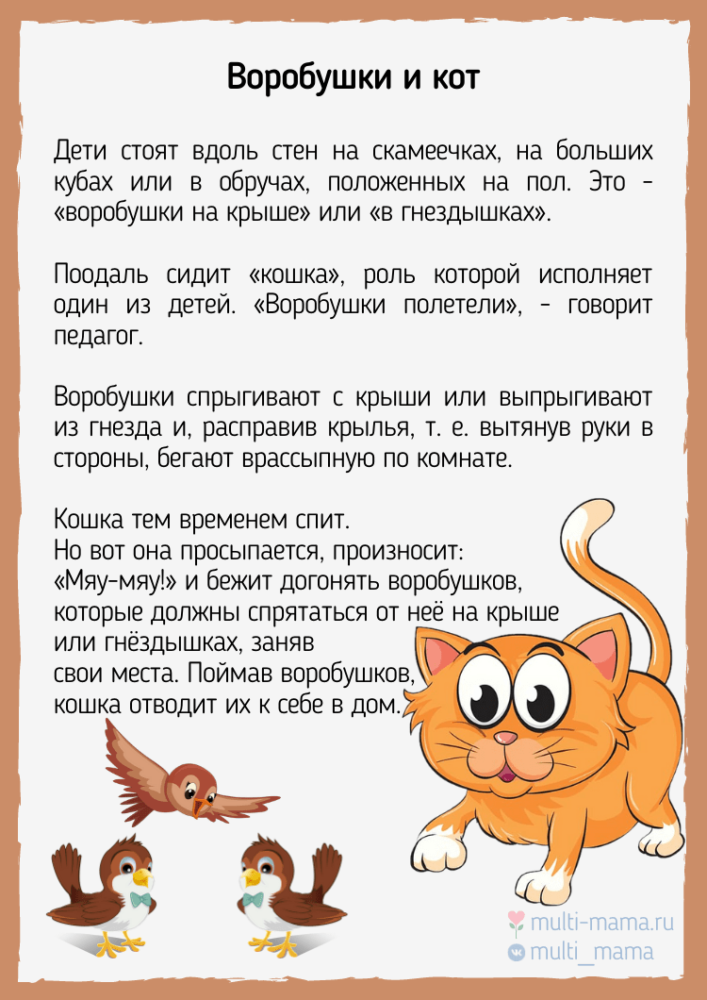 Воробушки и кот
Дети стоят вдоль стен на скамеечках, на больших
кубах или в обручах, положенных на пол. Это -
«воробушки на крыше» или «в гнездышках».
Поодаль сидит «кошка», роль которой исполняет
один из детей. «Воробушки полетели», - говорит
педагог.
Воробушки спрыгивают с крыши или выпрыгивают
из гнезда и, расправив крылья, т. е. вытянув руки в
стороны, бегают врассыпную по комнате.
Кошка тем временем спит.
Но вот она просыпается, произносит:
«Мяу-мяу!» и бежит догонять воробушков,
которые должны спрятаться от неё на крыше
или гнёздышках, заняв
свои места. Поймав воробушков,
кошка отводит их к себе в дом.
multi-mama.ru
multi_mama